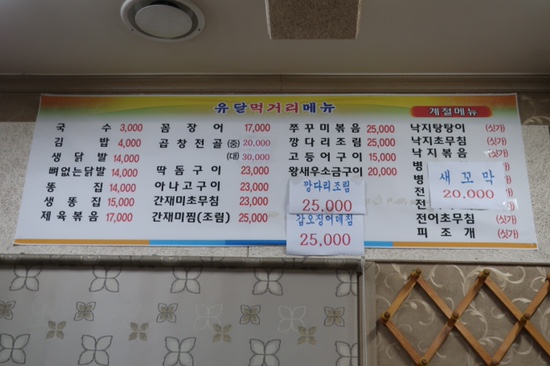 유달먹거리메뉴
계절메뉴
국 수 3,000
김 밥 4,000
생 닭 발 14,000
뼈없는닭발 14,000
똥 집 14,000
생 똥 집 15,000
제육볶음 17,000
꼼 장 어 17,000
곱창전골 (중) 20,000
(대) 30,000
딱 돔 구 이 23,000
아나고구이 23,000
간재미초무침 23,000
간재미찜(조림) 25,000
쭈꾸미볶음 25,000
깡다리조림 25,000
고등어구이 15,000
왕새우소금구이 20,000
깡다리조림
25,000
갑오징어데침
25,000
낙지탕탕이 (싯가)
낙지초무침 (싯가)
낙지볶음 (싯가)
병
병
전
새꼬막
20,000
전어초무침 (싯가)
피 조 개 (싯가)